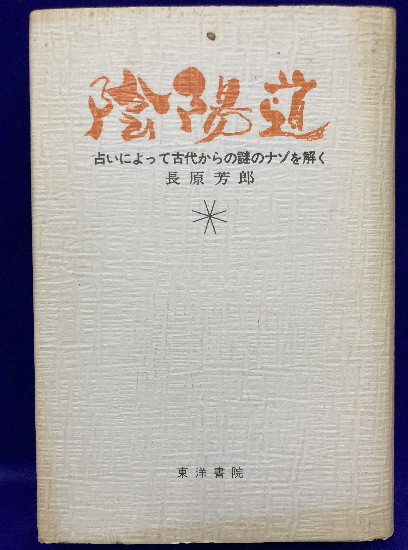 陰陽道
占いによって古代からの謎のナゾを解く
長原芳郎
東洋書院